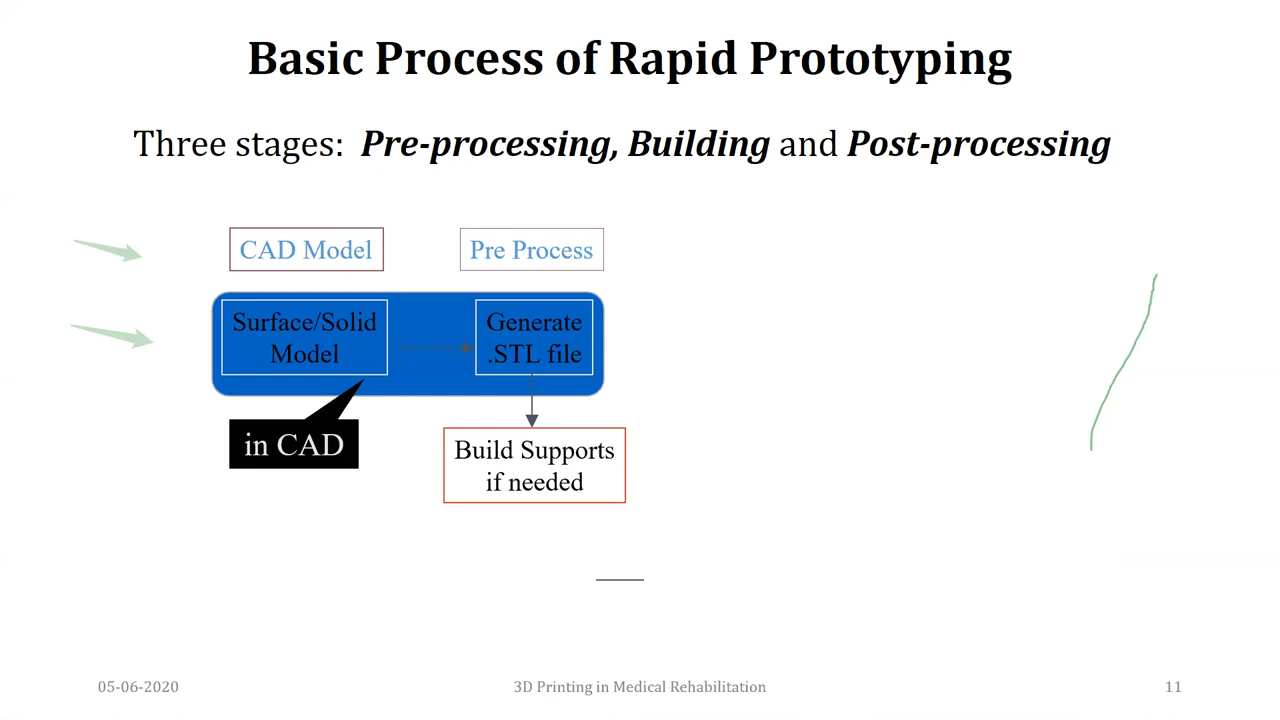 Basic Process of Rapid Prototyping
Three stages: Pre-processing, Building and Post-processing
CAD Model
Pre Process
Surface/Solid
Model
Generate
.STL file
in CAD
Build Supports
if needed
05-06-2020
3D Printing in Medical Rehabilitation
11